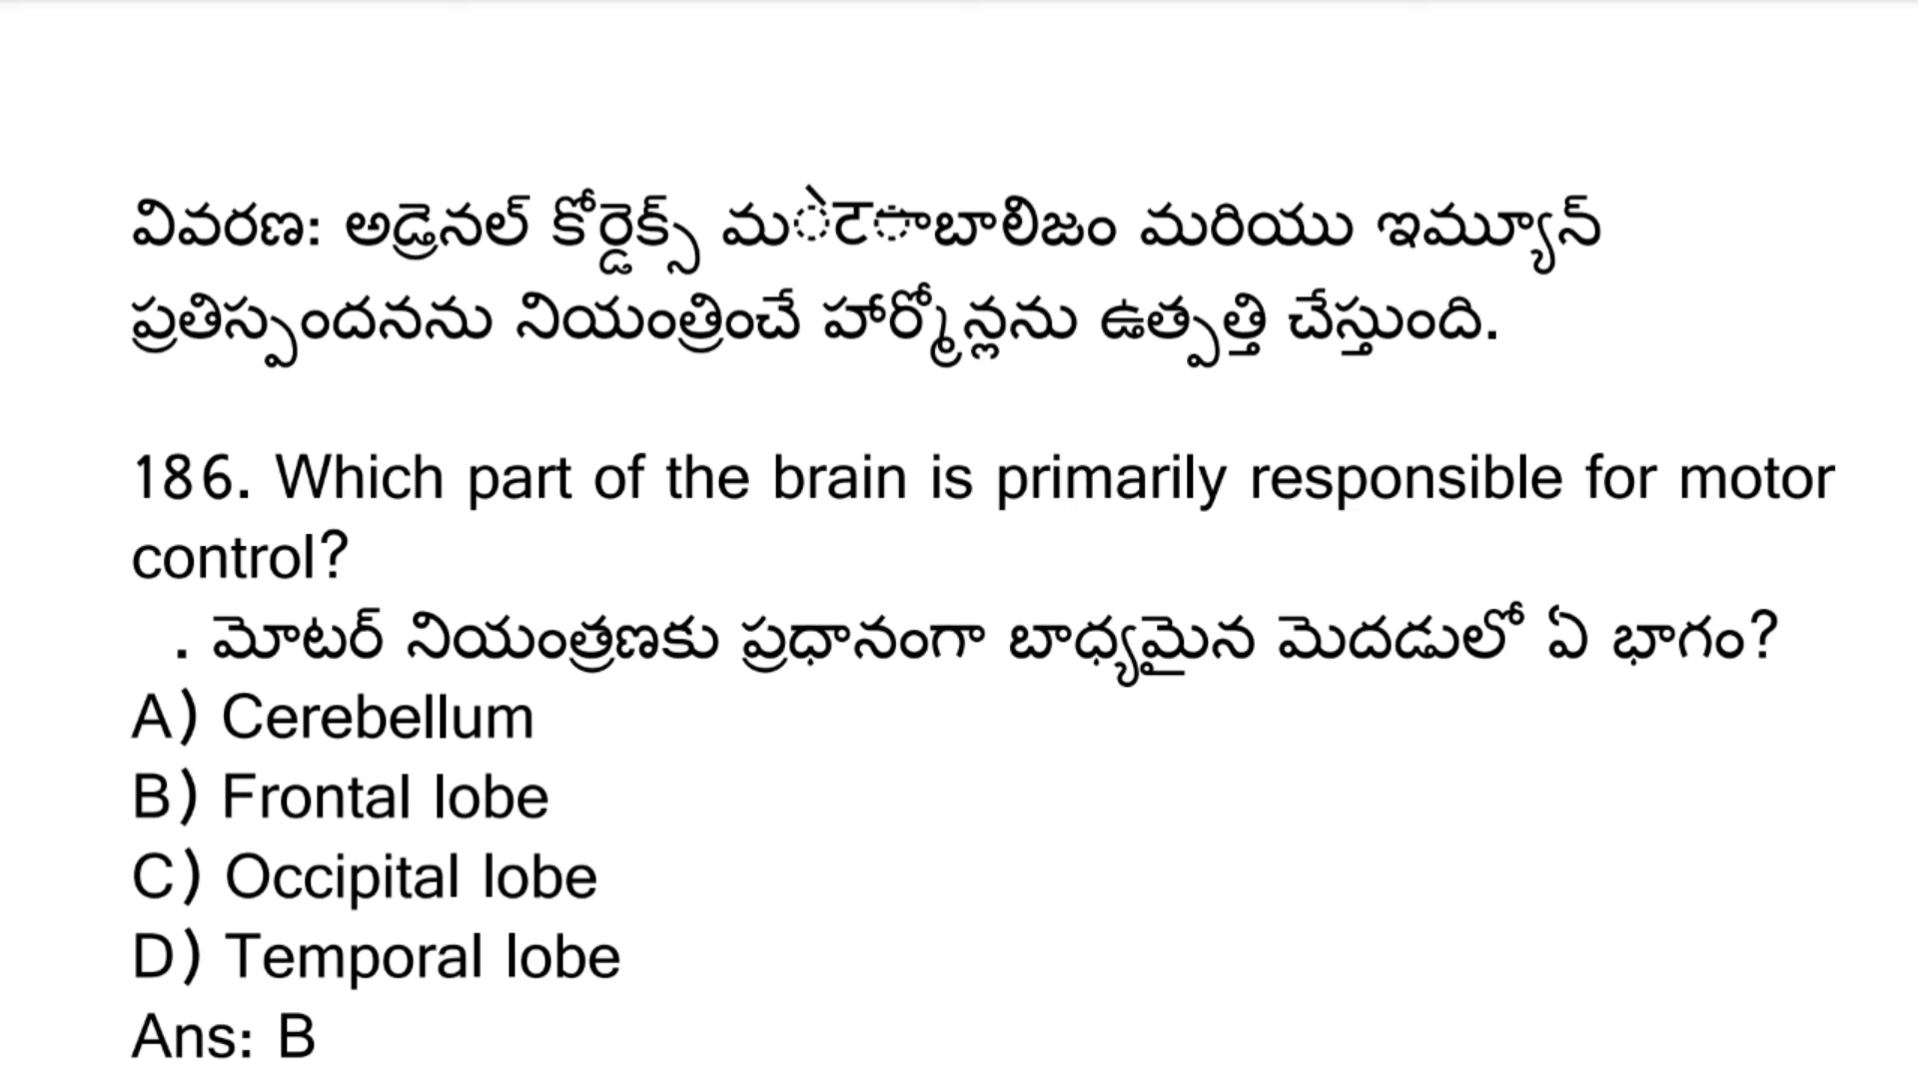 వివరణ: అడ్రెనల్ కోర్డెక్స్ మेटాబాలిజం మరియు ఇమ్యూన్
ప్రతిస్పందనను నియంత్రించే హార్మోన్లను ఉత్పత్తి చేస్తుంది.
186. Which part of the brain is primarily responsible for motor
control?
. మోటర్ నియంత్రణకు ప్రధానంగా బాధ్యమైన మెదడులో ఏ భాగం?
A) Cerebellum
B) Frontal lobe
C) Occipital lobe
D) Temporal lobe
Ans: B